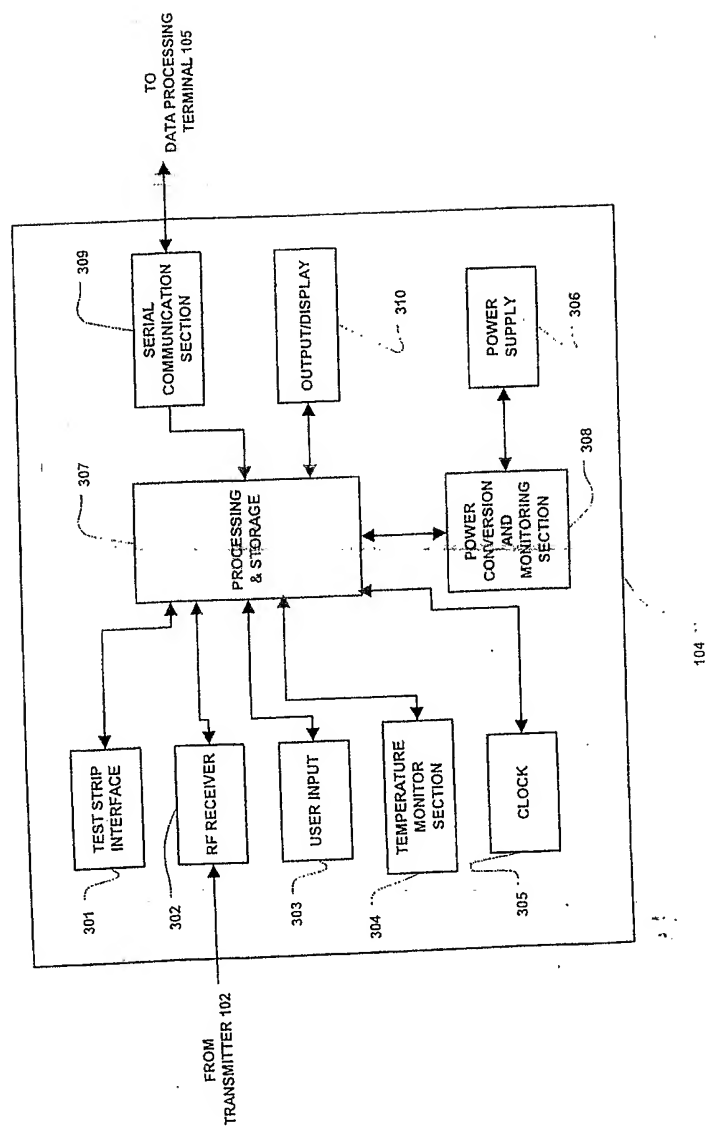 FROM
TRANSMITTER 102
301
TEST STRIP
INTERFACE
302
RF RECEIVER
303
USER INPUT
304
TEMPERATURE
MONITOR
SECTION
305
CLOCK
307
PROCESSING
& STORAGE
309
SERIAL
COMMUNICATION
SECTION
TO
DATA PROCESSING
TERMINAL 105
310
OUTPUT/DISPLAY
306
POWER
SUPPLY
308
POWER
CONVERSION
AND
MONITORING
SECTION
104